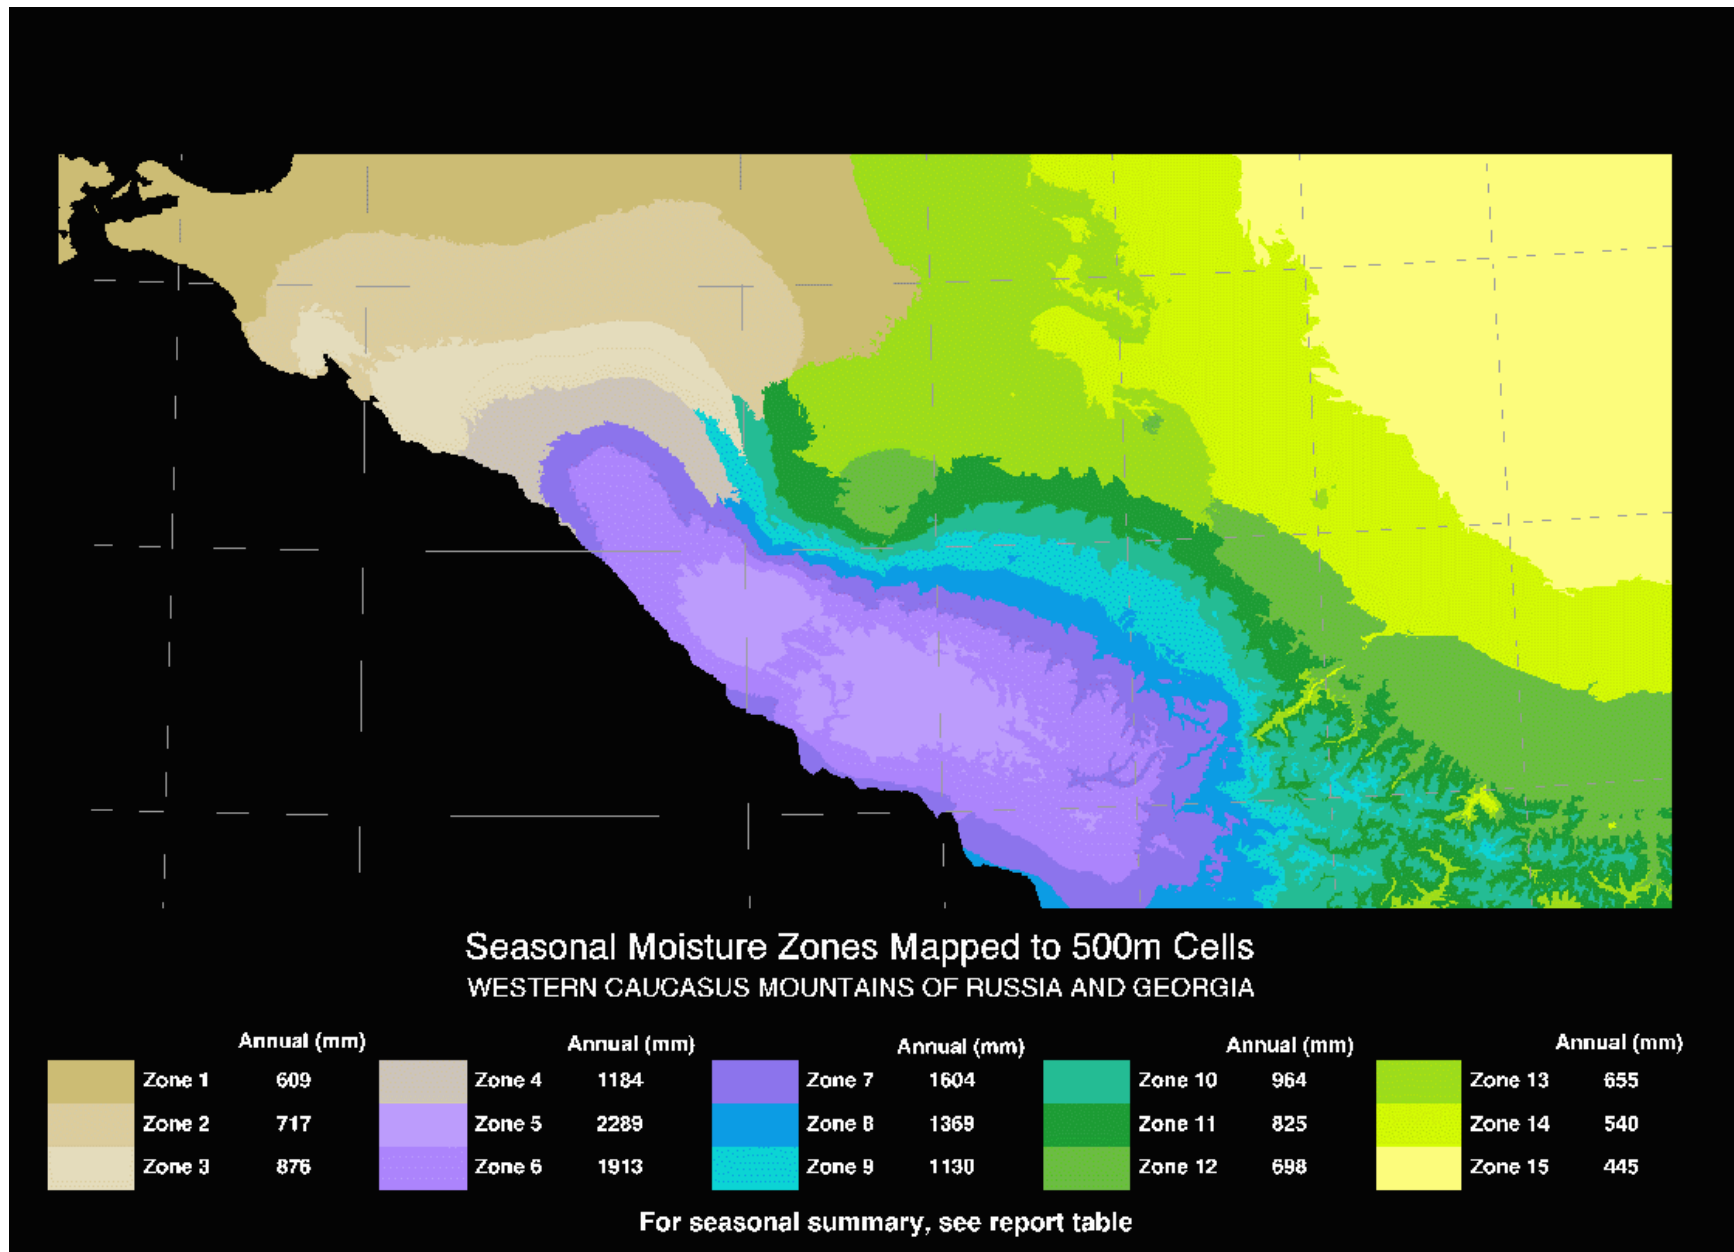 Seasonal Moisture Zones Mapped to 500m Cells
WESTERN CAUCASUS MOUNTAINS OF RUSSIA AND GEORGIA
Annual (mm) Annual (mm) Annual (mm) Annual (mm) Annual (mm)
Zone 1 609 Zone 4 1184 Zone 7 1604 Zone 10 964 Zone 13 655
Zone 2 717 Zone 5 2289 Zone 8 1369 Zone 11 825 Zone 14 540
Zone 3 876 Zone 6 1913 Zone 9 1130 Zone 12 698 Zone 15 445
For seasonal summary, see report table